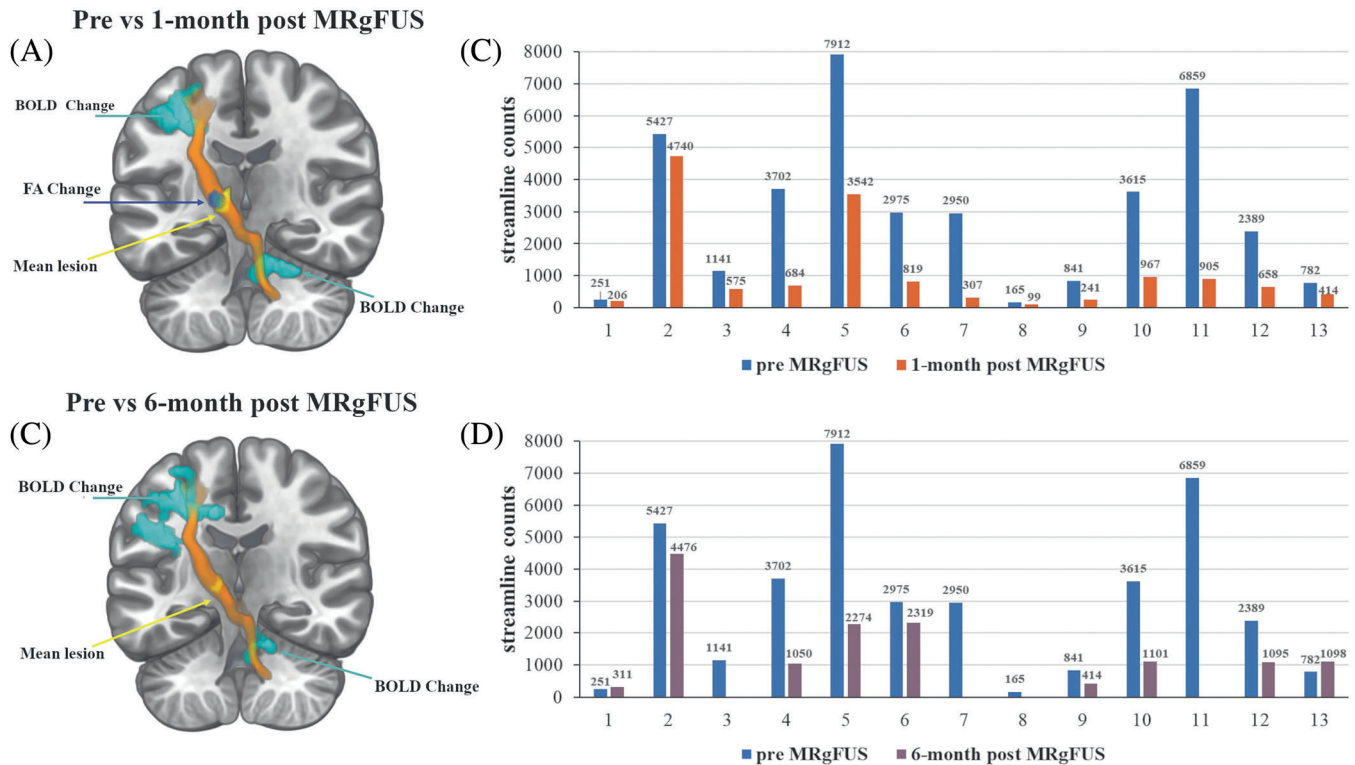 Pre vs 1-month post MRgFUS
(A)
BOLD Change
FA Change
Mean lesion
BOLD Change
(C)
streamline counts
8000
7000
6000
5000
4000
3000
2000
1000
0
251 206
5427 4740
1141 575
3702 684
7912 3542
2975 819
2950 307
165 99
841 241
3615 967
6859 905
2389 658
782 414
1 2 3 4 5 6 7 8 9 10 11 12 13
pre MRgFUS 1-month post MRgFUS
Pre vs 6-month post MRgFUS
(C)
BOLD Change
Mean lesion
BOLD Change
(D)
streamline counts
8000
7000
6000
5000
4000
3000
2000
1000
0
251 311
5427 4476
1141
3702 1050
7912 2274
2975 2319
2950
165
841 414
3615 1101
6859
2389 1095
782 1098
1 2 3 4 5 6 7 8 9 10 11 12 13
pre MRgFUS 6-month post MRgFUS